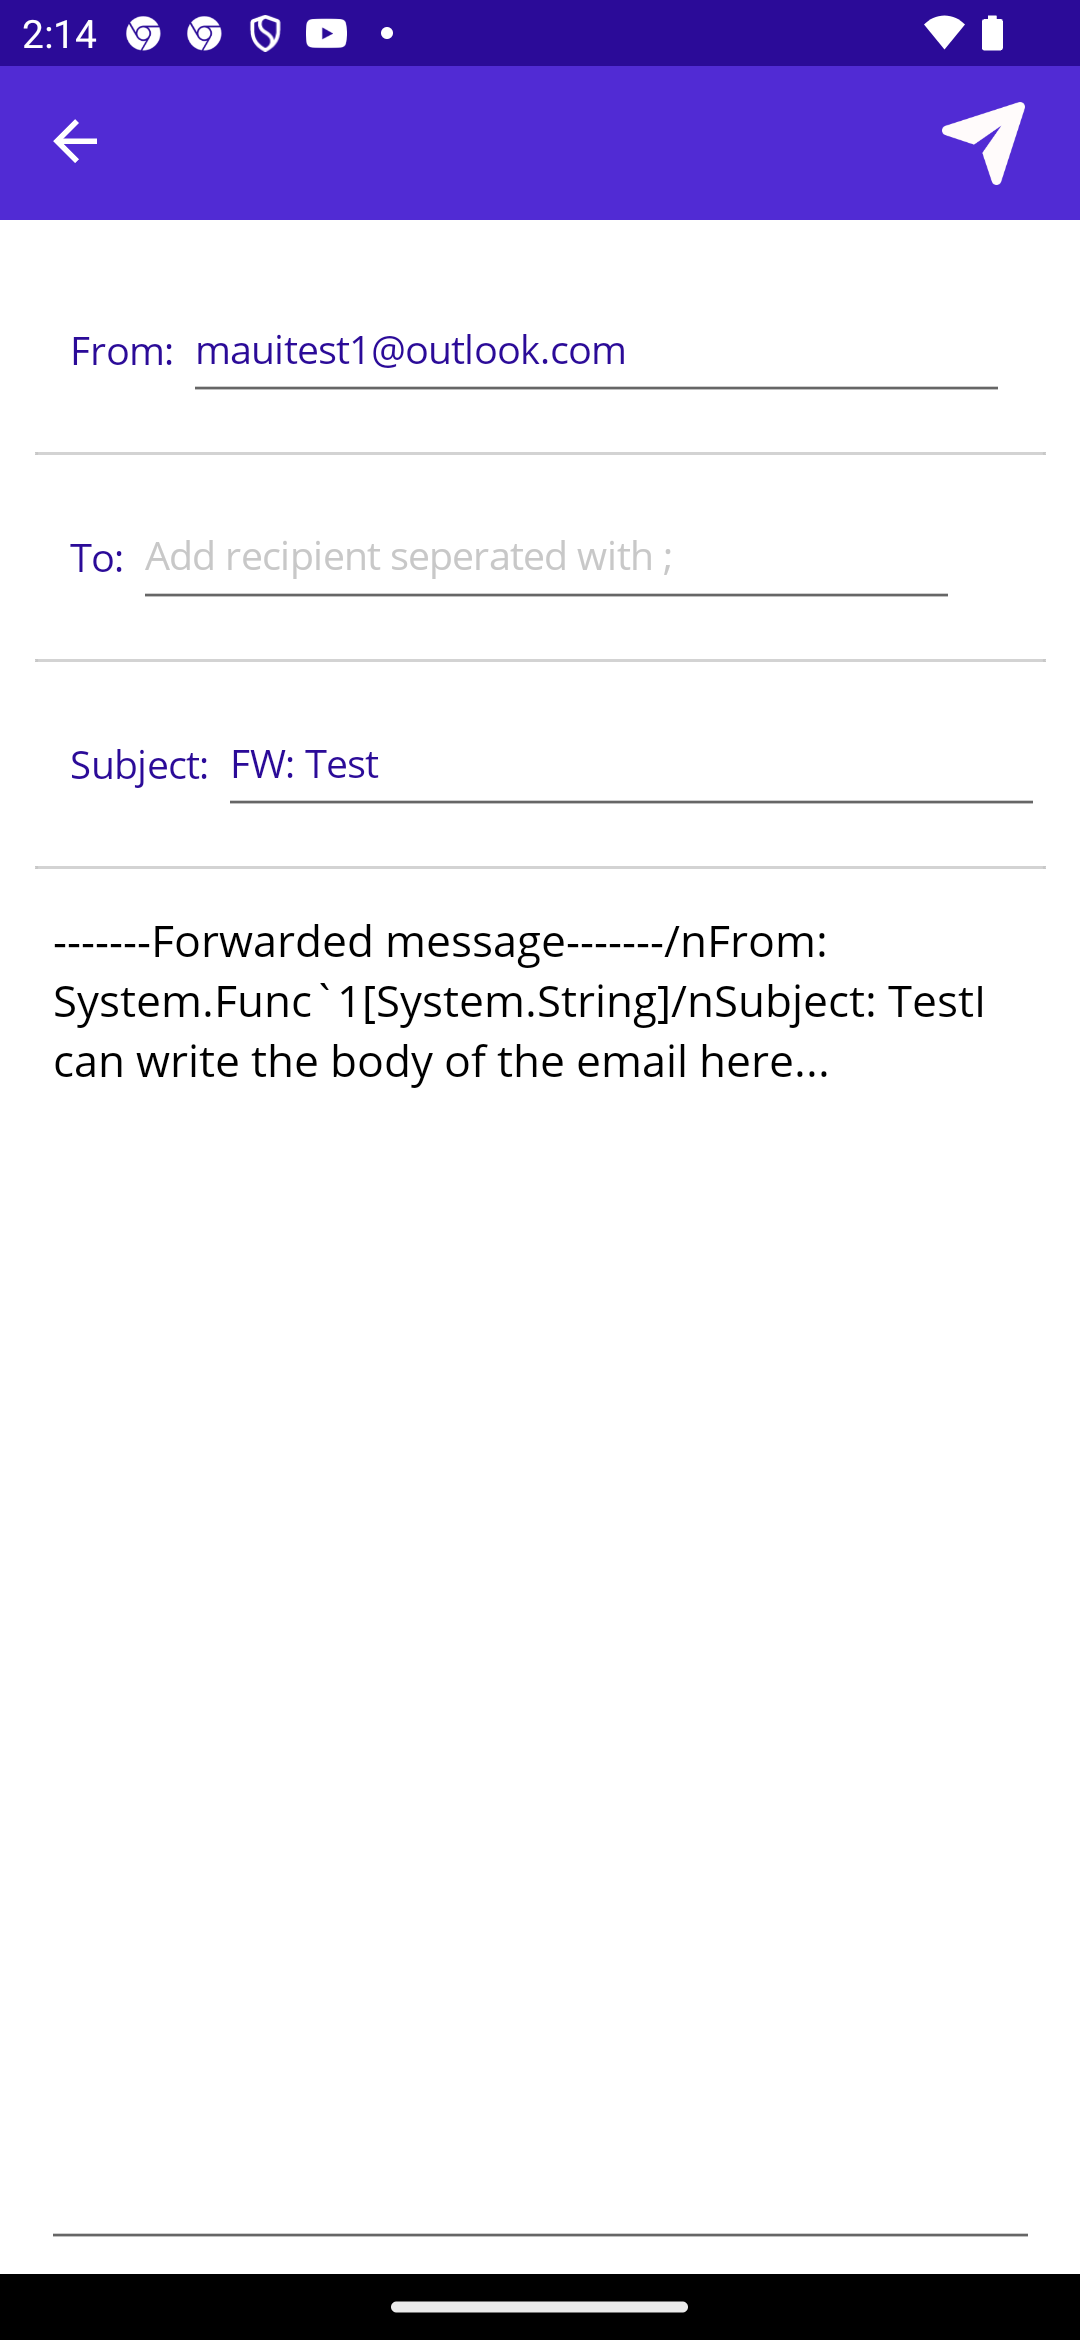 2:14
From: mauitest1@outlook.com
To: Add recipient seperated with ;
Subject: FW: Test
-------Forwarded message-------/nFrom:
System.Func`1[System.String]/nSubject: TestI
can write the body of the email here...